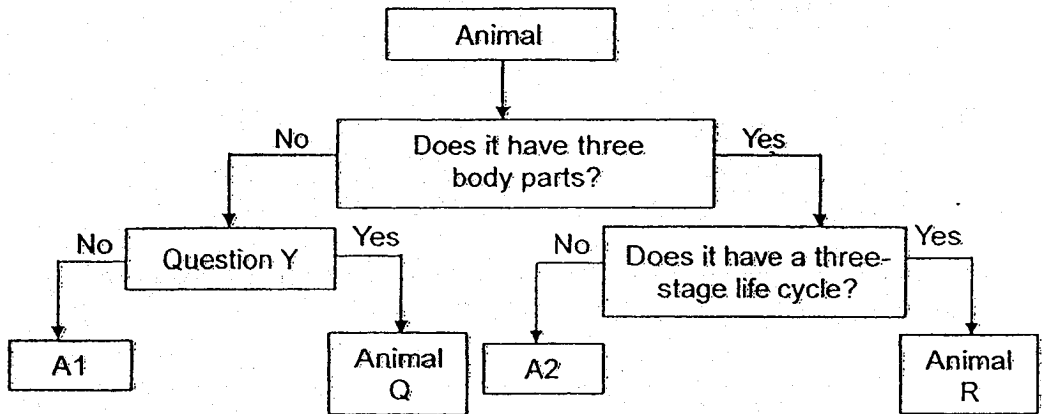 Animal
No
Does it have three
body parts?
Yes
No
Question Y
Yes
No
Does it have a three-
stage life cycle?
Yes
A1
Animal
Q
A2
Animal
R